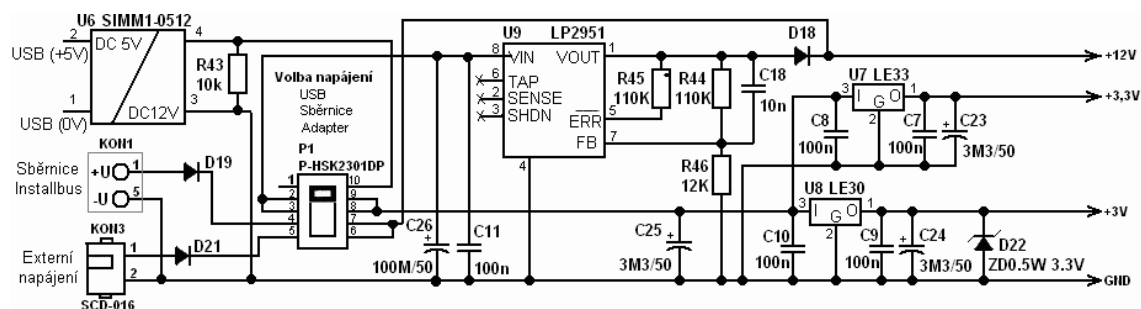 U6 SIMM1-0512
2
USB (+5V)
DC 5V
4
R43
10k
1
USB (0V)
DC12V
3
KON1
Sběrnice
Installbus
+U
1
-U
5
D19
KON3
Externí
napájení
1
2
SCD-016
D21
Volba napájení
USB
Sběrnice
Adapter
P1
P-HSK2301DP
1
2
3
4
5
10
9
8
7
6
C26
100M/50
C11
100n
U9
LP2951
8
VIN
VOUT
1
6
TAP
2
SENSE
3
SHDN
ERR
5
FB
7
4
R45
110K
R44
110K
C18
10n
R46
12K
D18
+12V
U7 LE33
3
I
G
O
1
2
+3,3V
C8
100n
C7
100n
C23
3M3/50
C25
3M3/50
U8 LE30
3
I
G
O
1
2
+3V
C10
100n
C9
100n
C24
3M3/50
D22
ZD0.5W 3.3V
GND